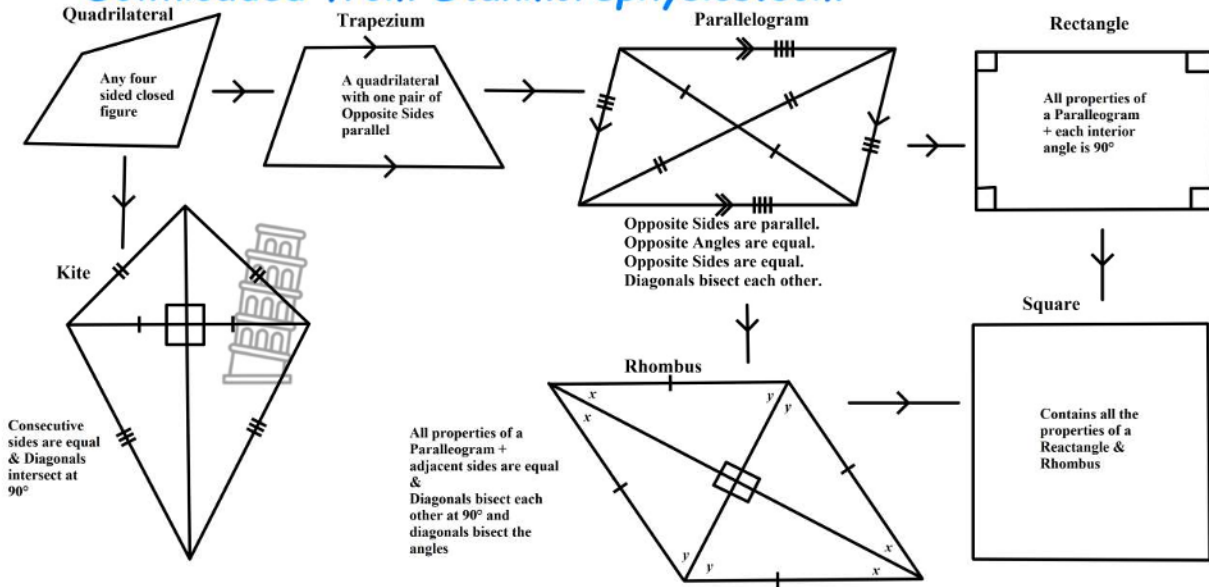 Quadrilateral
Any four
sided closed
figure
Trapezium
A quadrilateral
with one pair of
Opposite Sides
parallel
Parallelogram
Opposite Sides are parallel.
Opposite Angles are equal.
Opposite Sides are equal.
Diagonals bisect each other.
Rectangle
All properties of
a Paralleogram
+ each interior
angle is 90°
Kite
Consecutive
sides are equal
& Diagonals
intersect at
90°
Rhombus
x
x
y
y
y
y
x
x
All properties of a
Paralleogram +
adjacent sides are equal
&
Diagonals bisect each
other at 90° and
diagonals bisect the
angles
Square
Contains all the
properties of a
Reactangle &
Rhombus